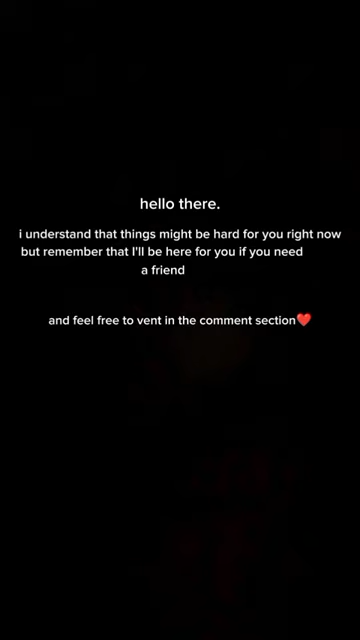 hello there.
i understand that things might be hard for you right now
but remember that I'll be here for you if you need
a friend
and feel free to vent in the comment section❤️